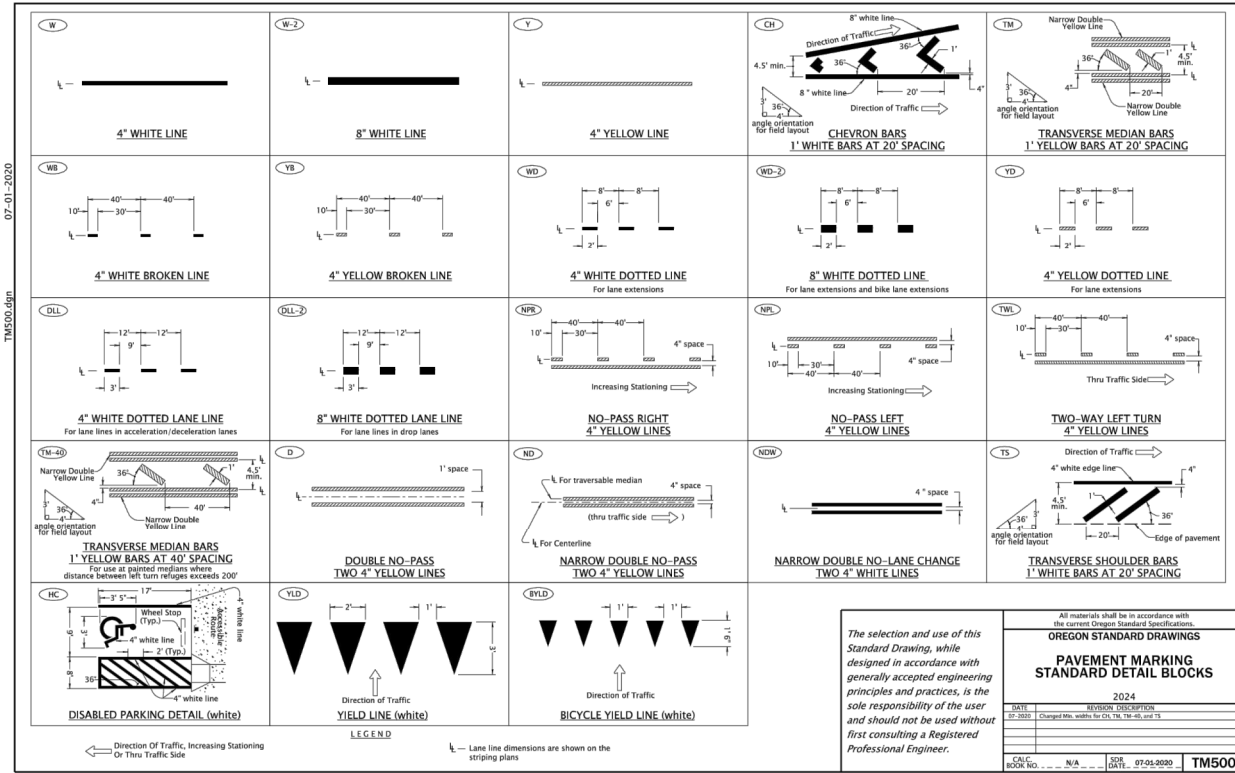 TM500.dgn 07-01-2020
W
℄
4" WHITE LINE
W-2
℄
8" WHITE LINE
Y
℄
4" YELLOW LINE
CH
8" white line
Direction of Traffic
36°
1'
4.5' min.
36°
8 " white line
20'
4"
3'
36°
4'
angle orientation
for field layout
Direction of Traffic
CHEVRON BARS
1' WHITE BARS AT 20' SPACING
TM
Narrow Double
Yellow Line
36°
1'
4.5'
min.
4"
20'
3'
36°
4'
angle orientation
for field layout
Narrow Double
Yellow Line
TRANSVERSE MEDIAN BARS
1' YELLOW BARS AT 20' SPACING
WB
40' 40'
10' 30'
℄
4" WHITE BROKEN LINE
YB
40' 40'
10' 30'
℄
4" YELLOW BROKEN LINE
WD
8' 8'
6'
℄
2'
4" WHITE DOTTED LINE
For lane extensions
WD-2
8' 8'
6'
℄
2'
8" WHITE DOTTED LINE
For lane extensions and bike lane extensions
YD
8' 8'
6'
℄
2'
4" YELLOW DOTTED LINE
For lane extensions
DLL
12' 12'
9'
℄
3'
4" WHITE DOTTED LANE LINE
For lane lines in acceleration/deceleration lanes
DLL-2
12' 12'
9'
℄
3'
8" WHITE DOTTED LANE LINE
For lane lines in drop lanes
NPR
40' 40'
10' 30'
4" space
℄
Increasing Stationing
NO-PASS RIGHT
4" YELLOW LINES
NPL
℄
10' 30'
4" space
40' 40'
Increasing Stationing
NO-PASS LEFT
4" YELLOW LINES
TWL
40' 40'
10' 30'
4" space
℄
Thru Traffic Side
TWO-WAY LEFT TURN
4" YELLOW LINES
TM-40
Narrow Double
Yellow Line
36°
1'
4.5'
min.
℄
4"
40'
3'
36°
4'
angle orientation
for field layout
Narrow Double
Yellow Line
TRANSVERSE MEDIAN BARS
1' YELLOW BARS AT 40' SPACING
For use at painted medians where
distance between left turn refuges exceeds 200'
D
1' space
℄
DOUBLE NO-PASS
TWO 4" YELLOW LINES
ND
℄ For traversable median
4" space
(thru traffic side )
℄ For Centerline
NARROW DOUBLE NO-PASS
TWO 4" YELLOW LINES
NDW
4 " space
℄
NARROW DOUBLE NO-LANE CHANGE
TWO 4" WHITE LINES
TS
Direction of Traffic
4" white edge line
4"
4.5'
min.
1'
36°
3'
36°
4'
angle orientation
for field layout
20'
Edge of pavement
TRANSVERSE SHOULDER BARS
1' WHITE BARS AT 20' SPACING
HC
17'
3' 5"
Wheel Stop
(Typ.)
4" white line
Accessible
Route
9'
3'
4" white line
2' (Typ.)
8'
36°
4" white line
DISABLED PARKING DETAIL (white)
YLD
2' 1'
3'
Direction of Traffic
YIELD LINE (white)
BYLD
1' 1'
1' 6"
Direction of Traffic
BICYCLE YIELD LINE (white)
LEGEND
Direction Of Traffic, Increasing Stationing
Or Thru Traffic Side
℄ — Lane line dimensions are shown on the
striping plans
The selection and use of this
Standard Drawing, while
designed in accordance with
generally accepted engineering
principles and practices, is the
sole responsibility of the user
and should not be used without
first consulting a Registered
Professional Engineer.
All materials shall be in accordance with
the current Oregon Standard Specifications.
OREGON STANDARD DRAWINGS
PAVEMENT MARKING
STANDARD DETAIL BLOCKS
2024
DATE REVISION DESCRIPTION
07-2020 Changed Min. widths for CH, TM, TM-40, and TS
CALC.
BOOK NO. N/A
SDR
DATE 07-01-2020
TM500